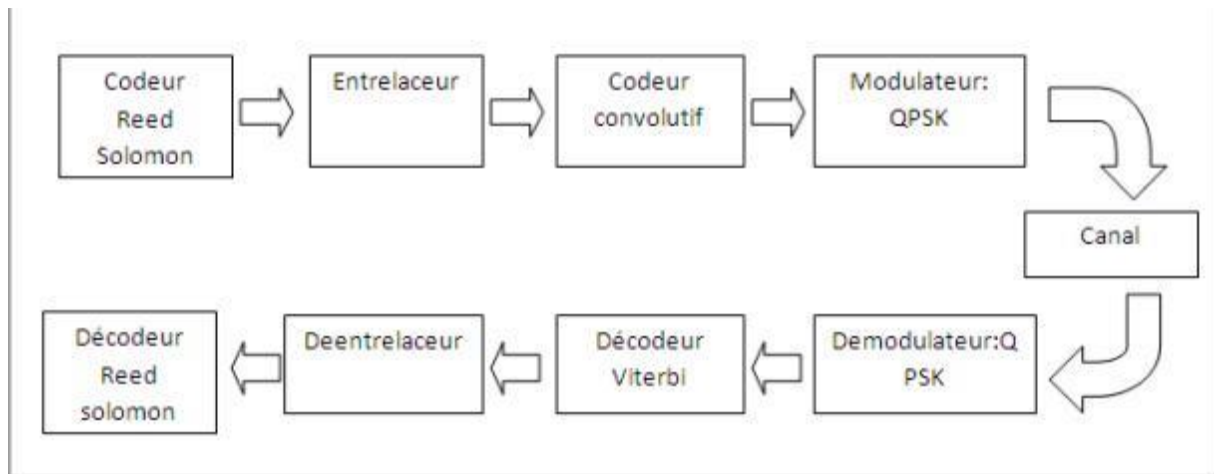 Codeur
Reed
Solomon
Entrelaceur
Codeur
convolutif
Modulateur:
QPSK
Canal
Décodeur
Reed
solomon
Deentrelaceur
Décodeur
Viterbi
Demodulateur:Q
PSK